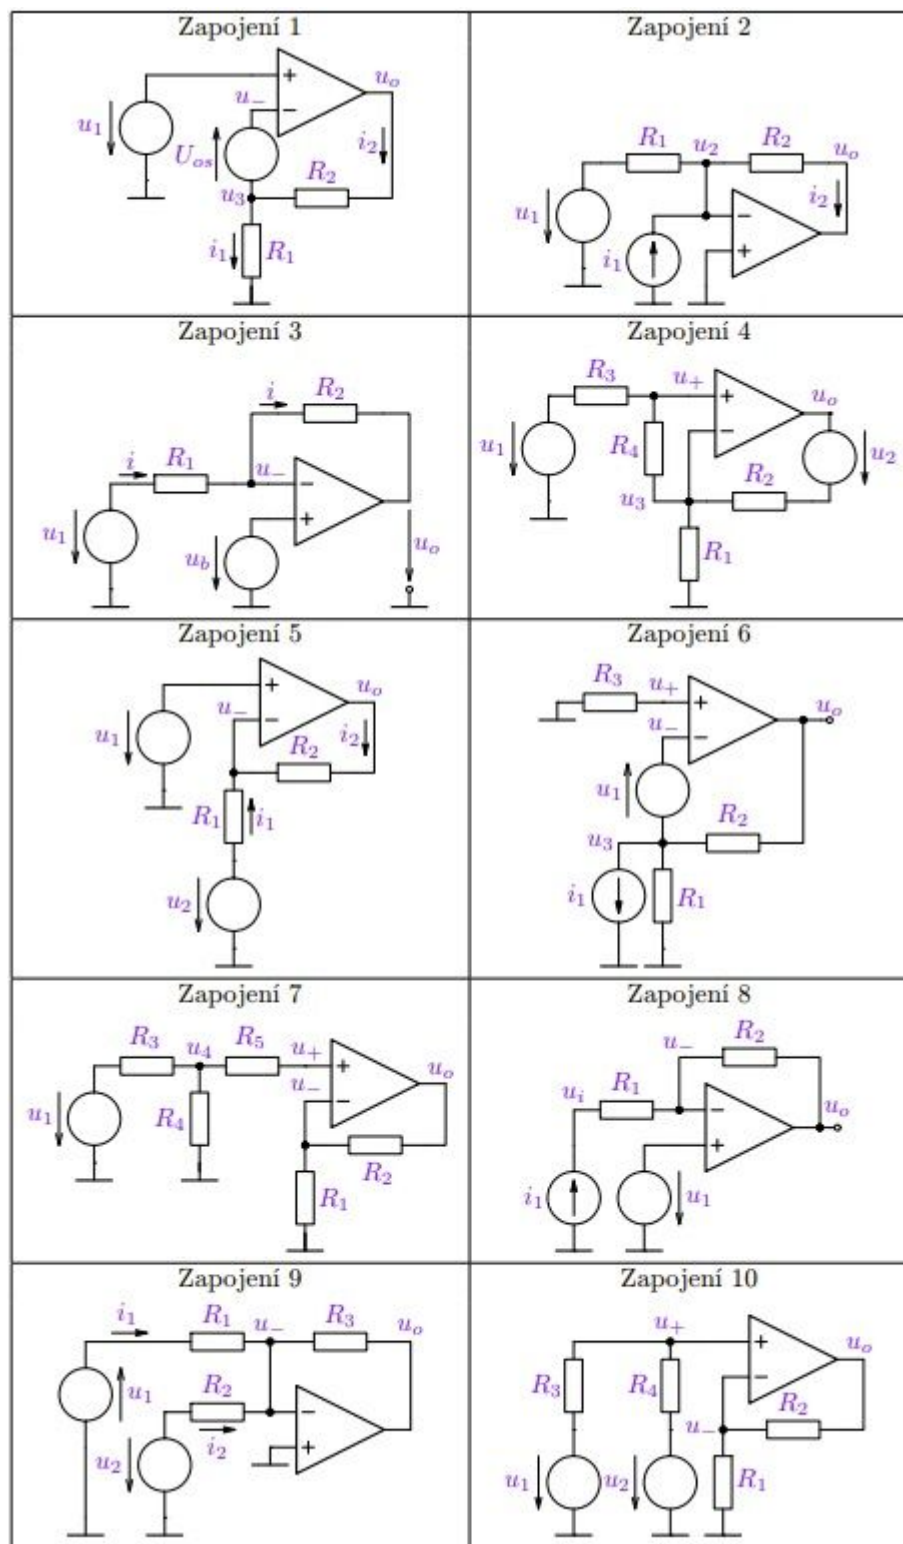 Zapojení 1
u₁
+
−
u₋
uₒ
Uₒₛ
i₂
R₂
u₃
i₁
R₁
Zapojení 2
R₁
u₂
R₂
uₒ
u₁
i₁
−
+
i₂
Zapojení 3
i
R₂
i
R₁
u₋
−
+
u₁
u_b
uₒ
Zapojení 4
R₃
u₊
+
−
uₒ
u₁
R₄
u₂
u₃
R₂
R₁
Zapojení 5
+
−
uₒ
u₋
u₁
i₂
R₂
R₁
i₁
u₂
Zapojení 6
R₃
u₊
+
−
u₋
uₒ
u₁
R₂
u₃
i₁
R₁
Zapojení 7
R₃
u₄
R₅
u₊
+
−
u₋
uₒ
u₁
R₄
R₂
R₁
Zapojení 8
u₋
R₂
uᵢ
R₁
−
+
uₒ
i₁
u₁
Zapojení 9
i₁
R₁
u₋
R₃
uₒ
u₁
R₂
−
+
i₂
u₂
Zapojení 10
u₊
+
−
uₒ
R₃
R₄
R₂
u₋
u₁
u₂
R₁